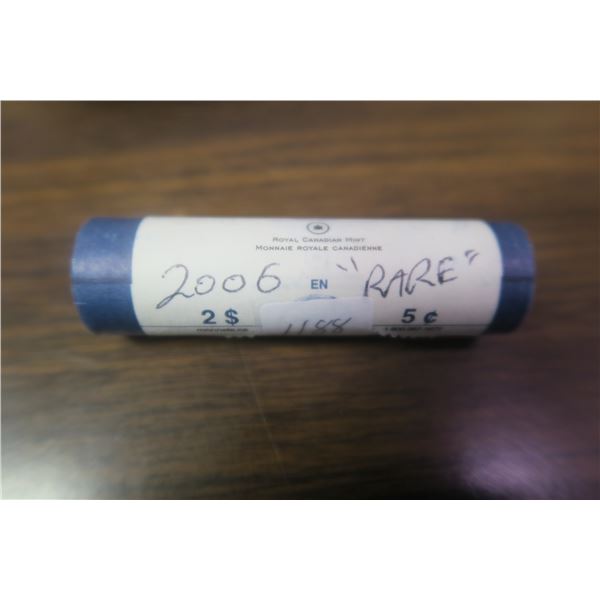 ROYAL CANADIAN MINT
MONNAIE ROYALE CANADIENNE
2006 EN "RARE"
2 $ 5 ¢
1188